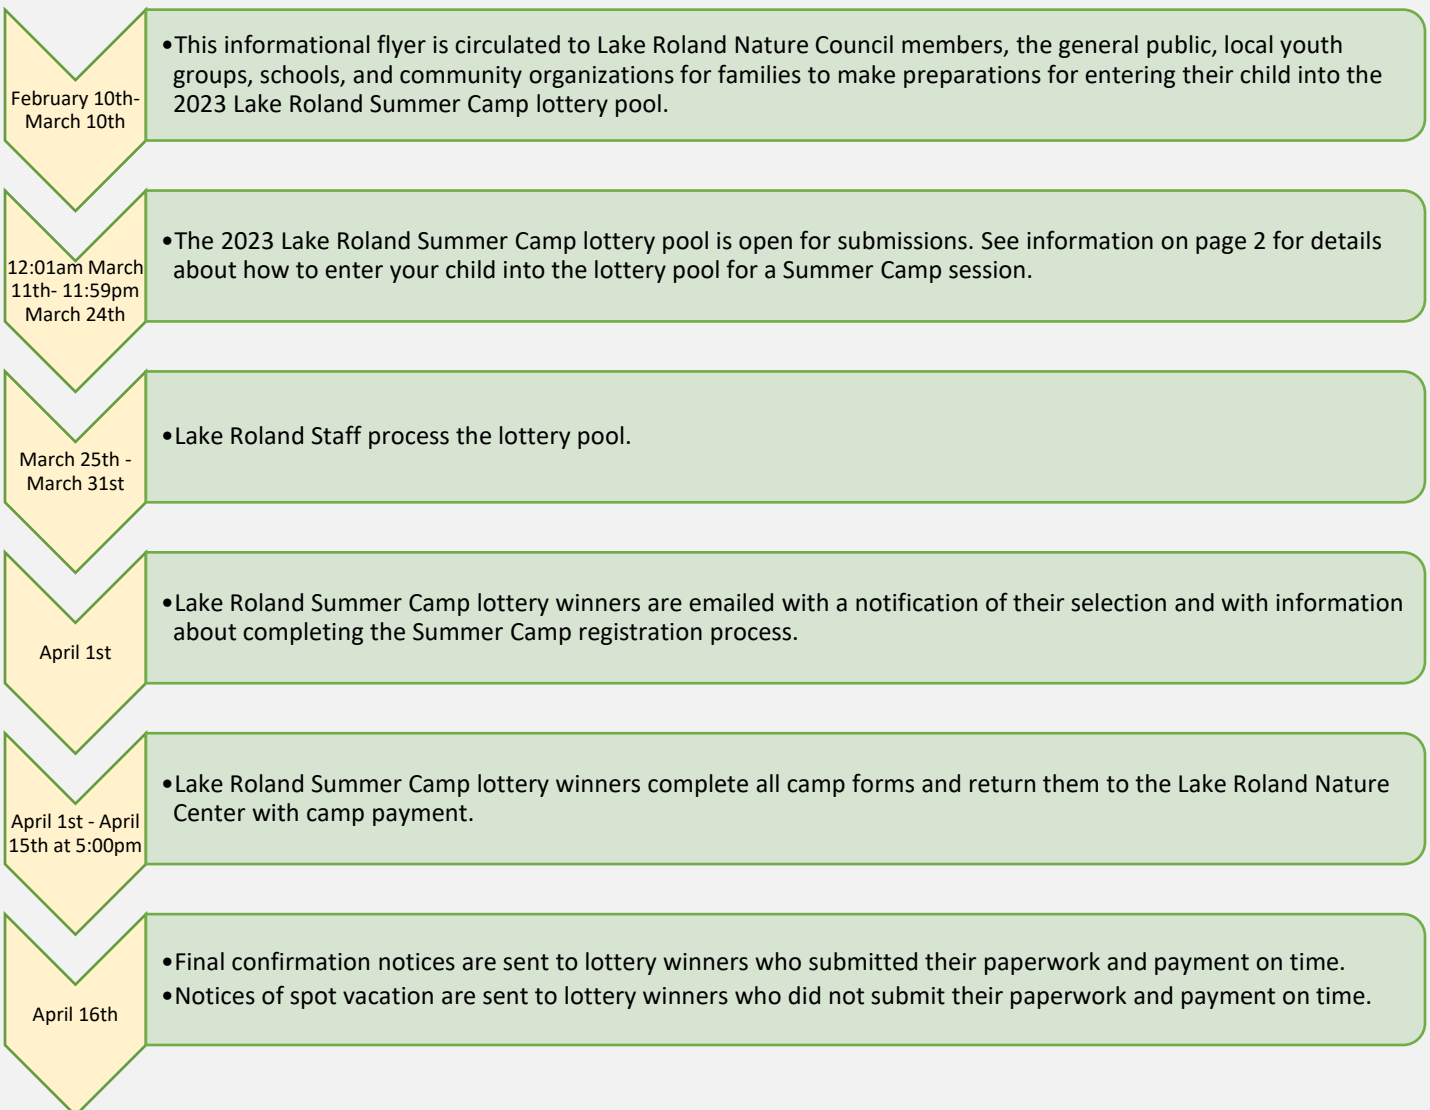 February 10th-
March 10th
•This informational flyer is circulated to Lake Roland Nature Council members, the general public, local youth
groups, schools, and community organizations for families to make preparations for entering their child into the
2023 Lake Roland Summer Camp lottery pool.
12:01am March
11th- 11:59pm
March 24th
•The 2023 Lake Roland Summer Camp lottery pool is open for submissions. See information on page 2 for details
about how to enter your child into the lottery pool for a Summer Camp session.
March 25th -
March 31st
•Lake Roland Staff process the lottery pool.
April 1st
•Lake Roland Summer Camp lottery winners are emailed with a notification of their selection and with information
about completing the Summer Camp registration process.
April 1st - April
15th at 5:00pm
•Lake Roland Summer Camp lottery winners complete all camp forms and return them to the Lake Roland Nature
Center with camp payment.
April 16th
•Final confirmation notices are sent to lottery winners who submitted their paperwork and payment on time.
•Notices of spot vacation are sent to lottery winners who did not submit their paperwork and payment on time.